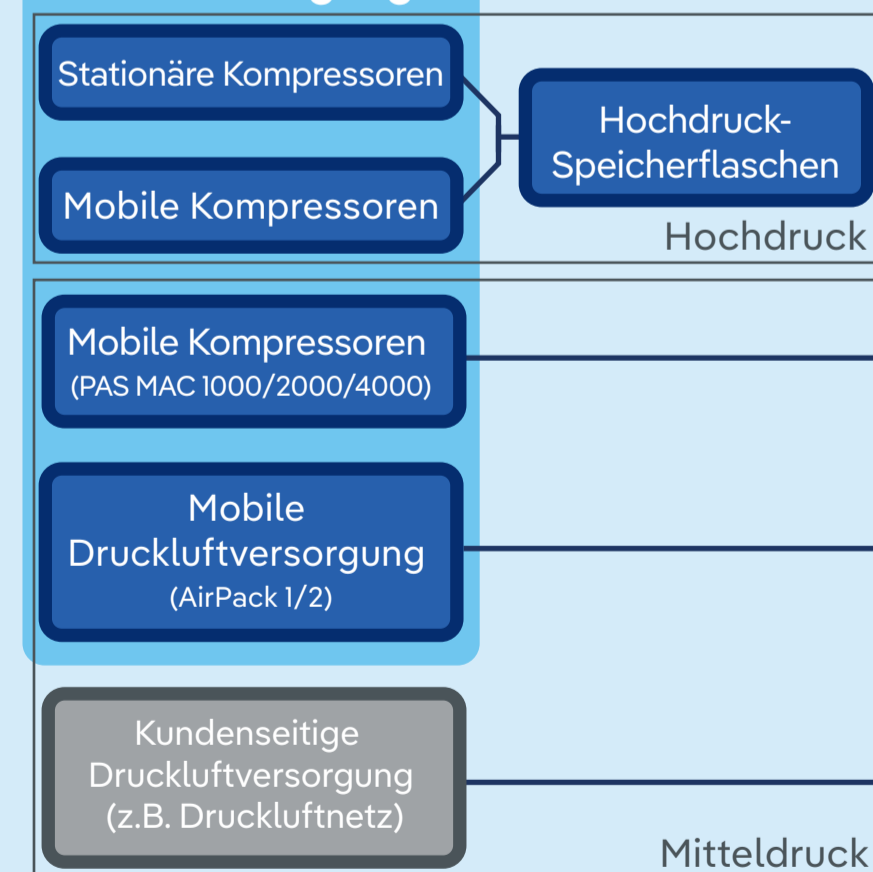 Stationäre Kompressoren
Mobile Kompressoren
Hochdruck-
Speicherflaschen
Hochdruck
Mobile Kompressoren
(PAS MAC 1000/2000/4000)
Mobile
Druckluftversorgung
(AirPack 1/2)
Kundenseitige
Druckluftversorgung
(z.B. Druckluftnetz)
Mitteldruck